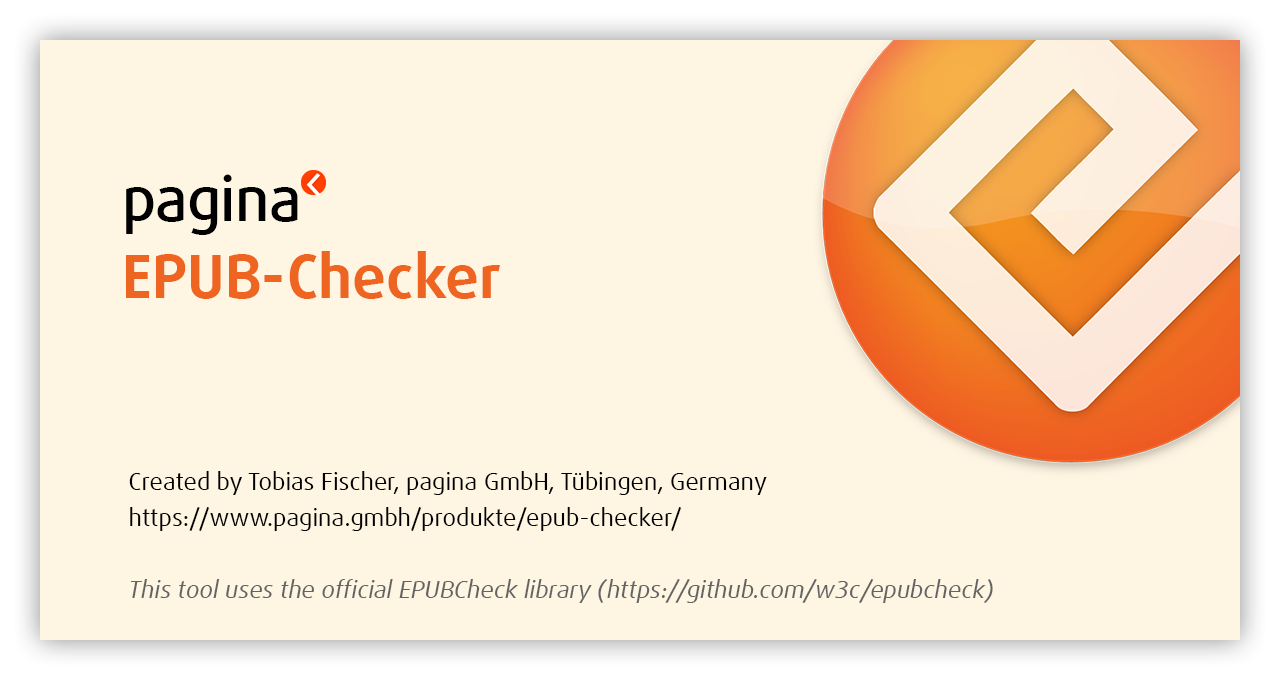 pagina
EPUB-Checker
Created by Tobias Fischer, pagina GmbH, Tübingen, Germany
https://www.pagina.gmbh/produkte/epub-checker/
This tool uses the official EPUBCheck library (https://github.com/w3c/epubcheck)